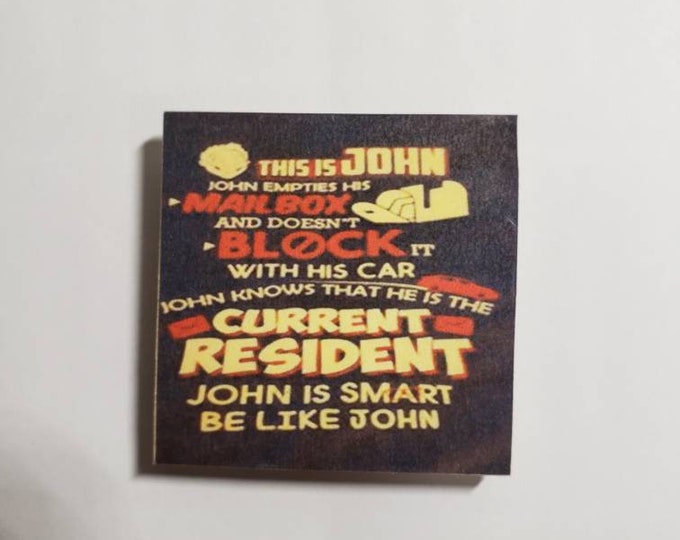 THIS IS JOHN
JOHN EMPTIES HIS
MAILBOX
AND DOESN'T
BLOCK IT
WITH HIS CAR
JOHN KNOWS THAT HE IS THE
CURRENT
RESIDENT
JOHN IS SMART
BE LIKE JOHN